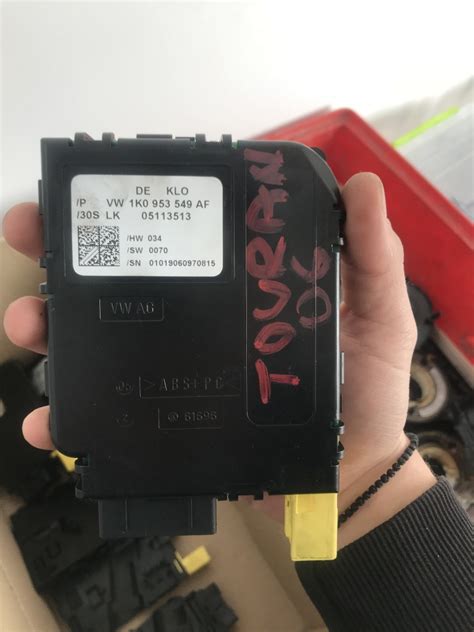 DE KLO
/P VW 1K0 953 549 AF
/30S LK 05113513
/HW 034
/SW 0070
/SN 01019060970815
VW AG
>ABS+PC<
61696
TOURAN
06